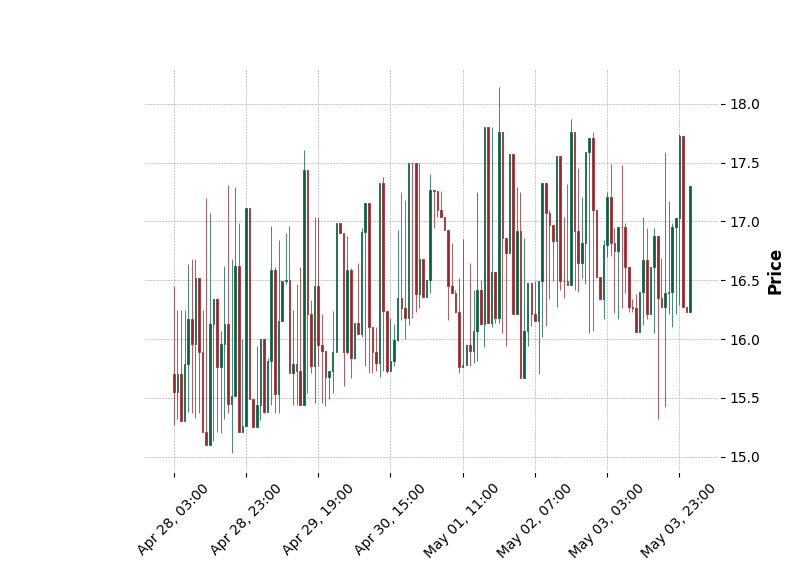 18.0
17.5
17.0
16.5
16.0
15.5
15.0
Price
Apr 28, 03:00
Apr 28, 23:00
Apr 29, 19:00
Apr 30, 15:00
May 01, 11:00
May 02, 07:00
May 03, 03:00
May 03, 23:00